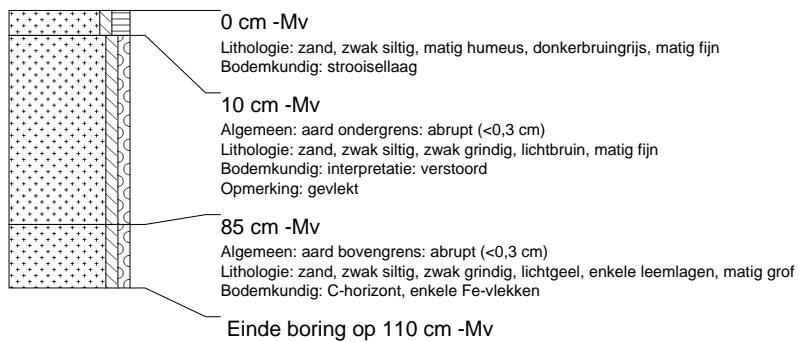 0 cm -Mv
Lithologie: zand, zwak siltig, matig humeus, donkerbruingrijs, matig fijn
Bodemkundig: strooisellaag
10 cm -Mv
Algemeen: aard ondergrens: abrupt (<0,3 cm)
Lithologie: zand, zwak siltig, zwak grindig, lichtbruin, matig fijn
Bodemkundig: interpretatie: verstoord
Opmerking: gevlekt
85 cm -Mv
Algemeen: aard bovengrens: abrupt (<0,3 cm)
Lithologie: zand, zwak siltig, zwak grindig, lichtgeel, enkele leemlagen, matig grof
Bodemkundig: C-horizont, enkele Fe-vlekken
Einde boring op 110 cm -Mv